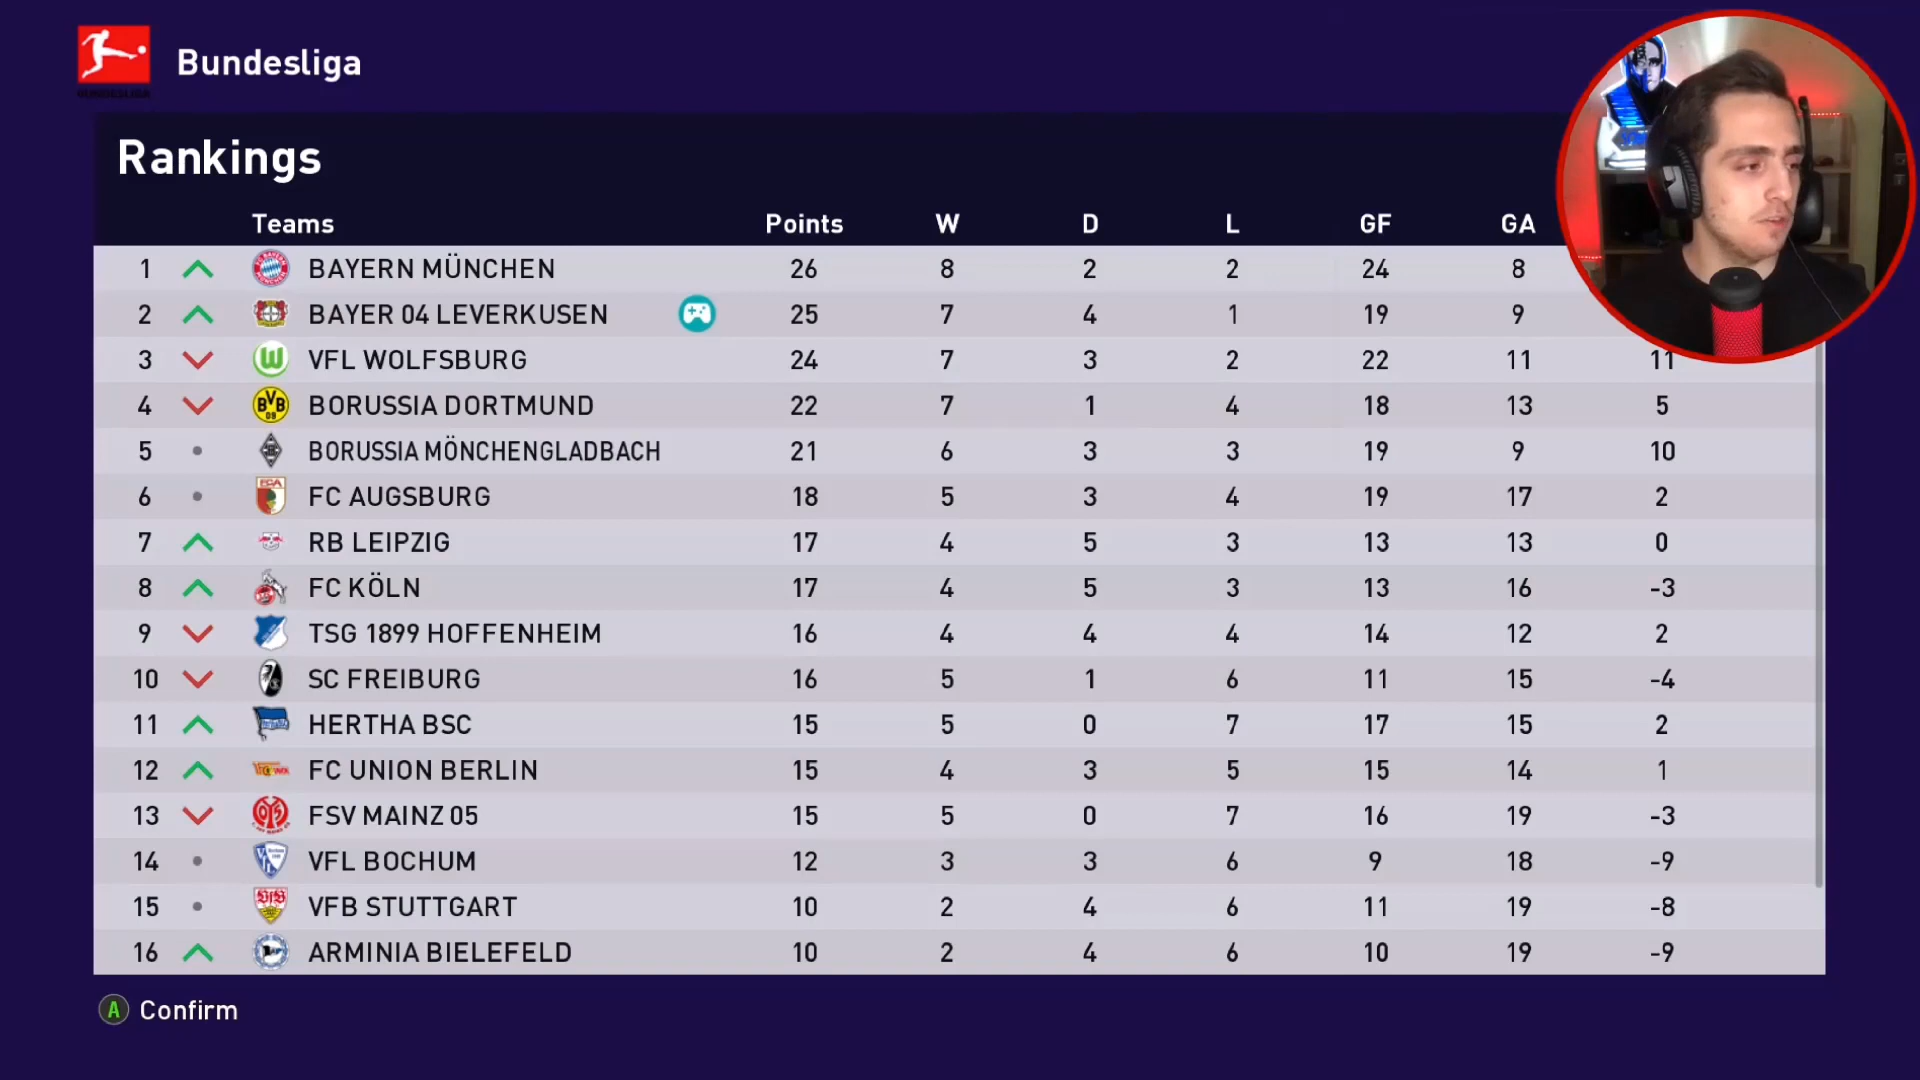 Bundesliga
Rankings
Teams Points W D L GF GA
1 BAYERN MÜNCHEN 26 8 2 2 24 8
2 BAYER 04 LEVERKUSEN 25 7 4 1 19 9
3 VFL WOLFSBURG 24 7 3 2 22 11 11
4 BORUSSIA DORTMUND 22 7 1 4 18 13 5
5 BORUSSIA MÖNCHENGLADBACH 21 6 3 3 19 9 10
6 FC AUGSBURG 18 5 3 4 19 17 2
7 RB LEIPZIG 17 4 5 3 13 13 0
8 FC KÖLN 17 4 5 3 13 16 -3
9 TSG 1899 HOFFENHEIM 16 4 4 4 14 12 2
10 SC FREIBURG 16 5 1 6 11 15 -4
11 HERTHA BSC 15 5 0 7 17 15 2
12 FC UNION BERLIN 15 4 3 5 15 14 1
13 FSV MAINZ 05 15 5 0 7 16 19 -3
14 VFL BOCHUM 12 3 3 6 9 18 -9
15 VFB STUTTGART 10 2 4 6 11 19 -8
16 ARMINIA BIELEFELD 10 2 4 6 10 19 -9
A Confirm